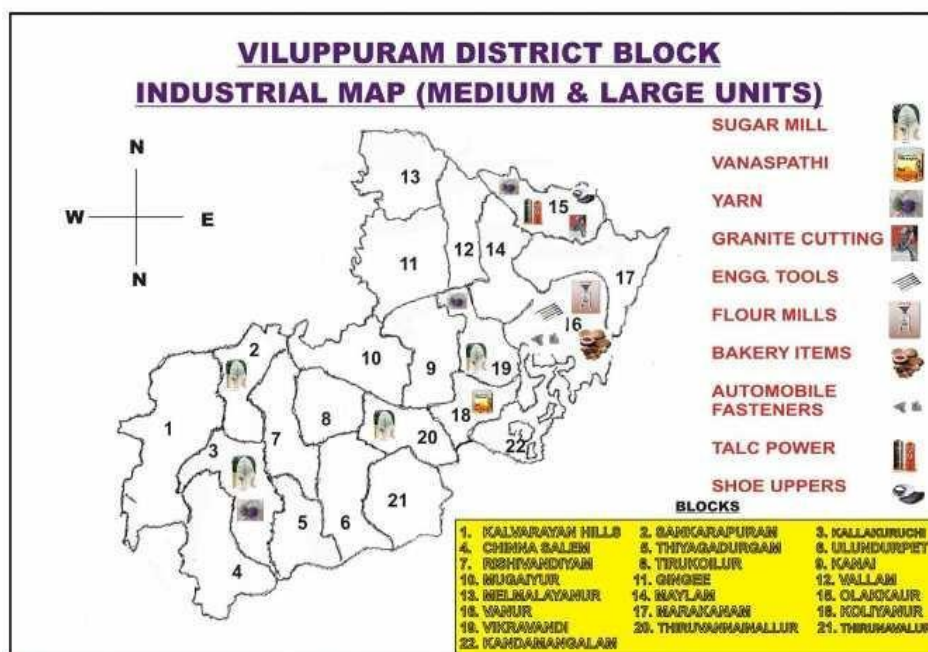 VILUPPURAM DISTRICT BLOCK
INDUSTRIAL MAP (MEDIUM & LARGE UNITS)
N
W E
N
SUGAR MILL
VANASPATHI
YARN
GRANITE CUTTING
ENGG. TOOLS
FLOUR MILLS
BAKERY ITEMS
AUTOMOBILE
FASTENERS
TALC POWER
SHOE UPPERS
13
15
12
14
11
17
16
2
10
9
19
18
1
7
8
20
22
3
21
5
6
4
BLOCKS
1. KALVARAYAN HILLS 2. SANKARAPURAM 3. KALLAKURUCHI
4. CHINNA SALEM 5. THIYAGADURGAM 6. ULUNDURPET
7. RISHIVANDIYAM 8. TIRUKOILUR 9. KANAI
10. MUGAIYUR 11. GINGEE 12. VALLAM
13. MELMALAYANUR 14. MAYLAM 15. OLAKKAUR
16. VANUR 17. MARAKANAM 18. KOLIYANUR
19. VIKRAVANDI 20. THIRUVANNAINALLUR 21. THIRUNAVALUR
22. KANDAMANGALAM